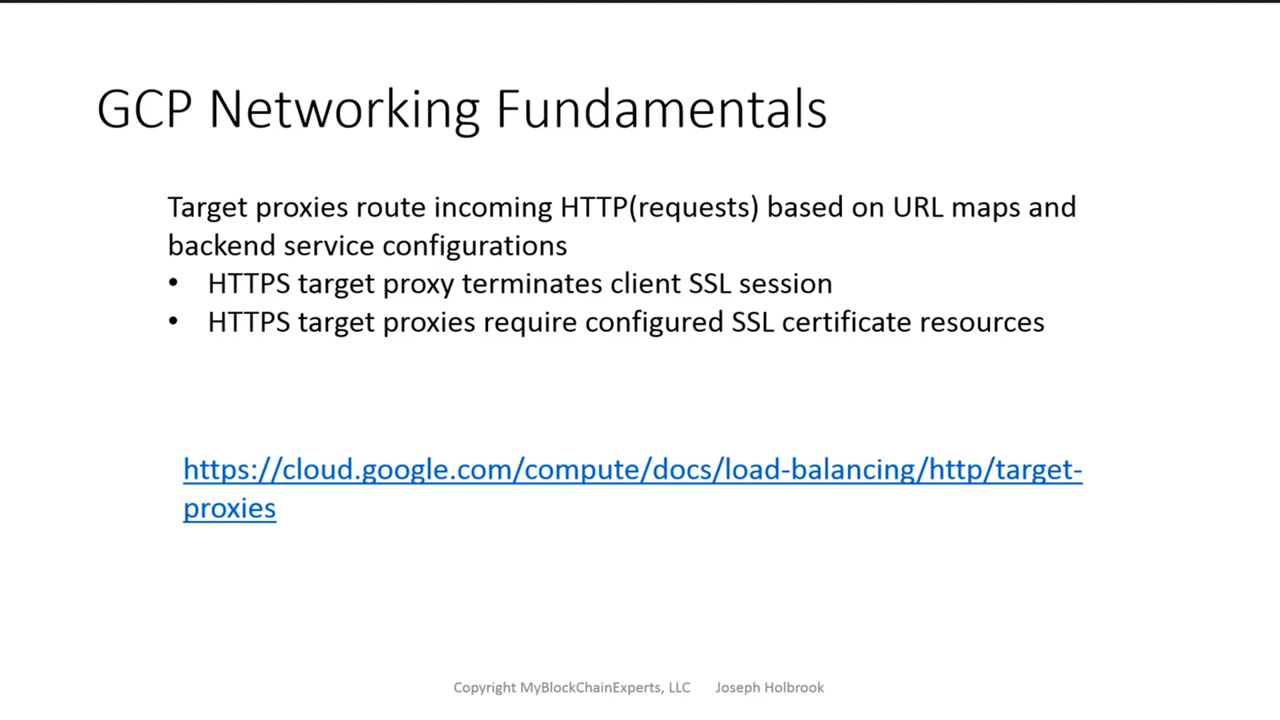 GCP Networking Fundamentals
Target proxies route incoming HTTP(requests) based on URL maps and
backend service configurations
• HTTPS target proxy terminates client SSL session
• HTTPS target proxies require configured SSL certificate resources
https://cloud.google.com/compute/docs/load-balancing/http/target-
proxies
Copyright MyBlockChainExperts, LLC Joseph Holbrook